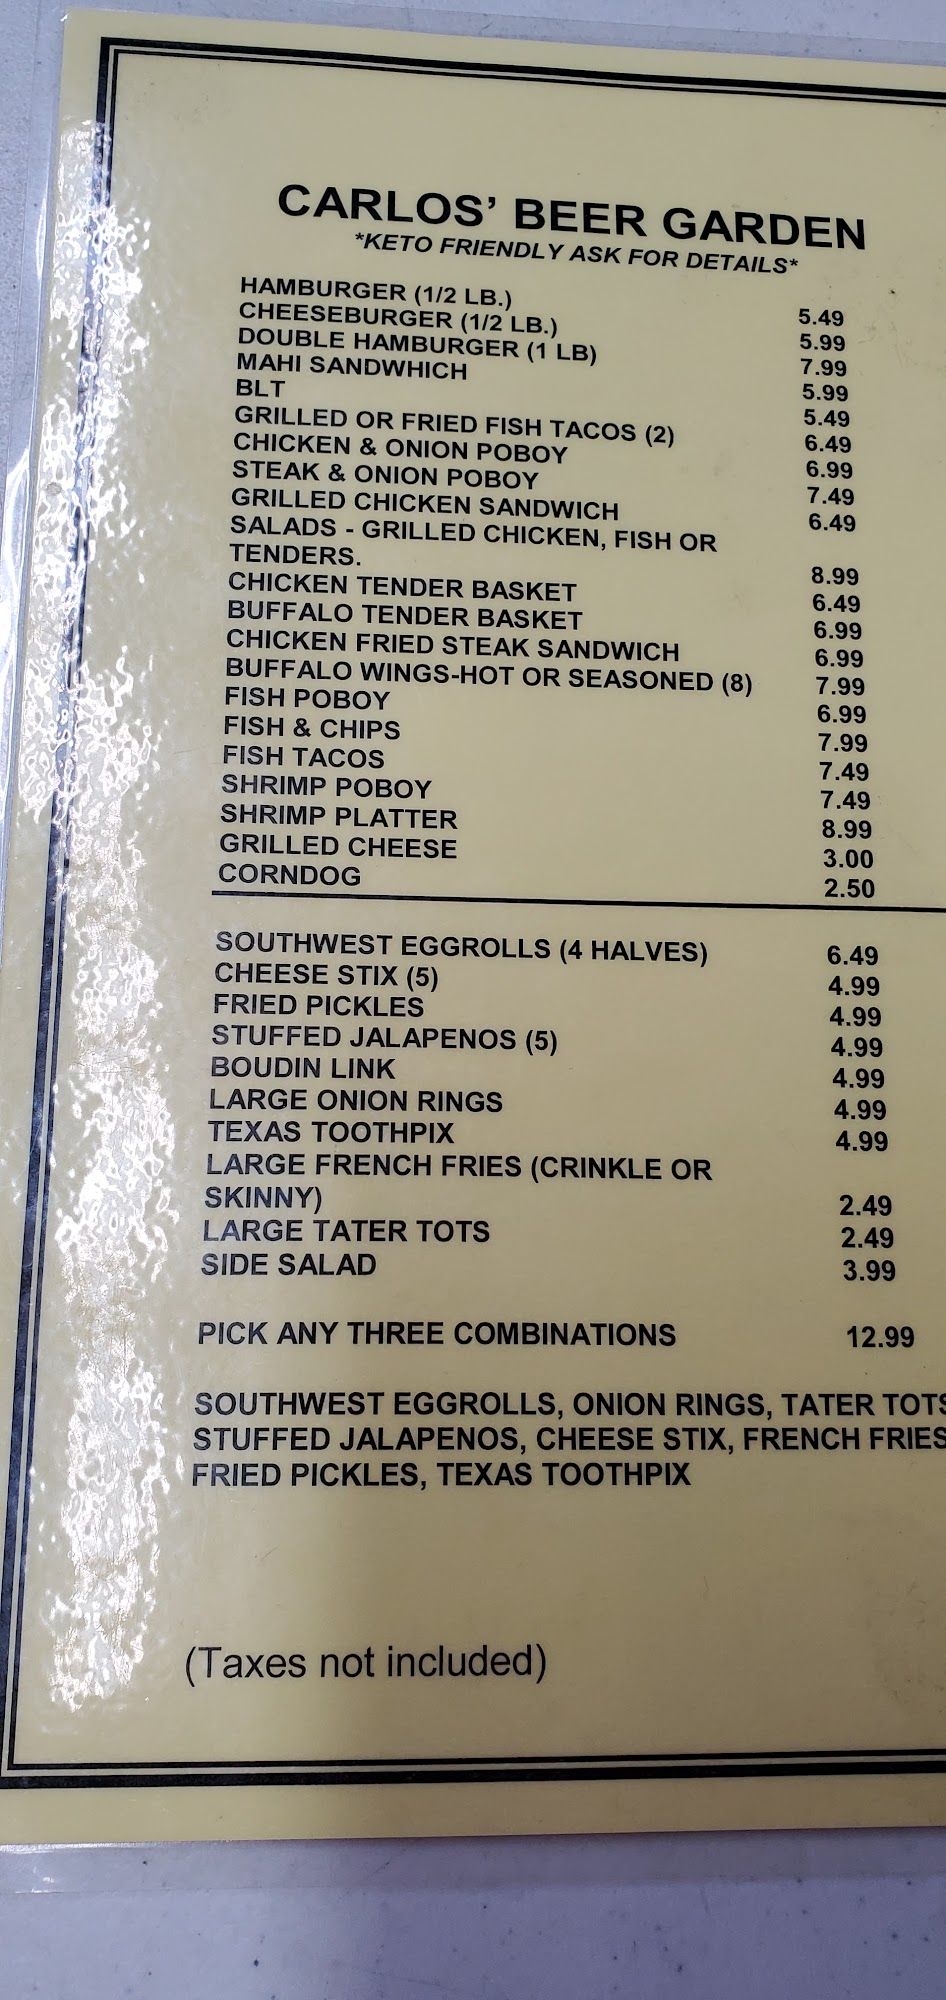 CARLOS' BEER GARDEN
*KETO FRIENDLY ASK FOR DETAILS*
HAMBURGER (1/2 LB.) 5.49
CHEESEBURGER (1/2 LB.) 5.99
DOUBLE HAMBURGER (1 LB) 7.99
MAHI SANDWHICH 5.99
BLT 5.49
GRILLED OR FRIED FISH TACOS (2) 6.49
CHICKEN & ONION POBOY 6.99
STEAK & ONION POBOY 7.49
GRILLED CHICKEN SANDWICH 6.49
SALADS - GRILLED CHICKEN, FISH OR
TENDERS. 8.99
CHICKEN TENDER BASKET 6.49
BUFFALO TENDER BASKET 6.99
CHICKEN FRIED STEAK SANDWICH 6.99
BUFFALO WINGS-HOT OR SEASONED (8) 7.99
FISH POBOY 6.99
FISH & CHIPS 7.99
FISH TACOS 7.49
SHRIMP POBOY 7.49
SHRIMP PLATTER 8.99
GRILLED CHEESE 3.00
CORNDOG 2.50
SOUTHWEST EGGROLLS (4 HALVES) 6.49
CHEESE STIX (5) 4.99
FRIED PICKLES 4.99
STUFFED JALAPENOS (5) 4.99
BOUDIN LINK 4.99
LARGE ONION RINGS 4.99
TEXAS TOOTHPIX 4.99
LARGE FRENCH FRIES (CRINKLE OR
SKINNY) 2.49
LARGE TATER TOTS 2.49
SIDE SALAD 3.99
PICK ANY THREE COMBINATIONS 12.99
SOUTHWEST EGGROLLS, ONION RINGS, TATER TOTS
STUFFED JALAPENOS, CHEESE STIX, FRENCH FRIES
FRIED PICKLES, TEXAS TOOTHPIX
(Taxes not included)